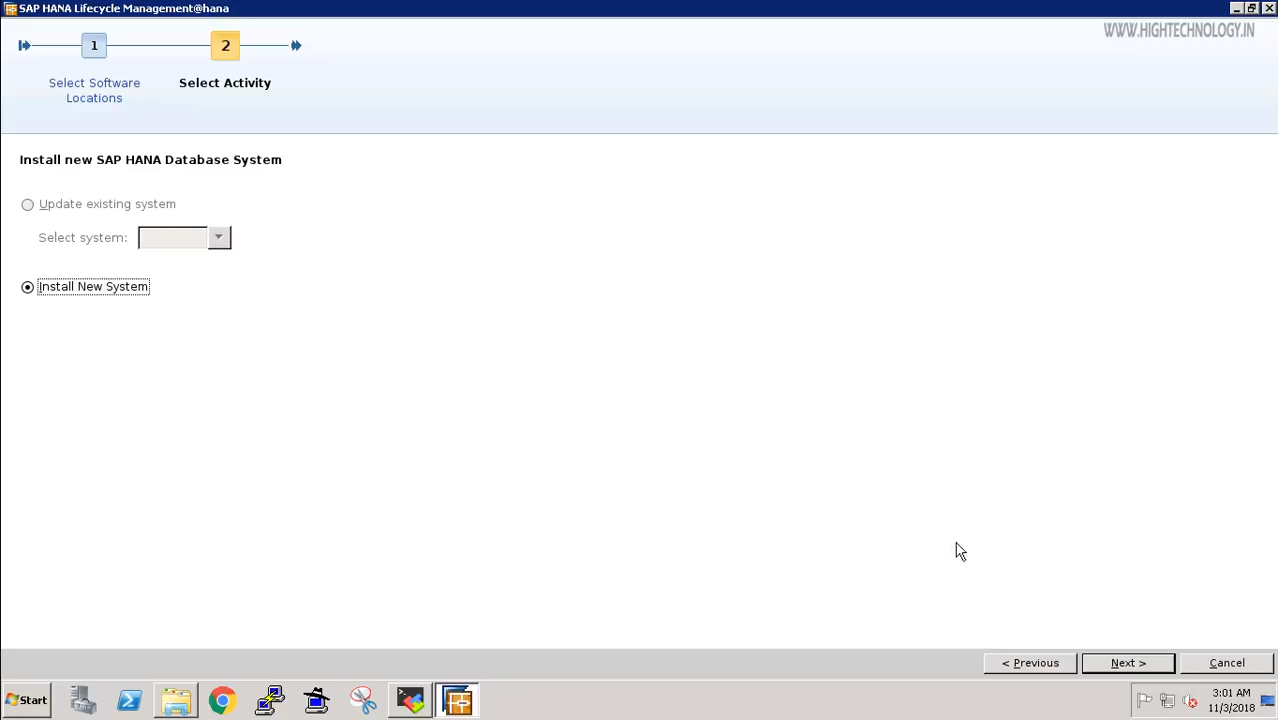 SAP HANA Lifecycle Management@hana
WWW.HIGHTECHNOLOGY.IN
1
2
Select Software
Locations
Select Activity
Install new SAP HANA Database System
Update existing system
Select system:
Install New System
< Previous
Next >
Cancel
Start
3:01 AM
11/3/2018